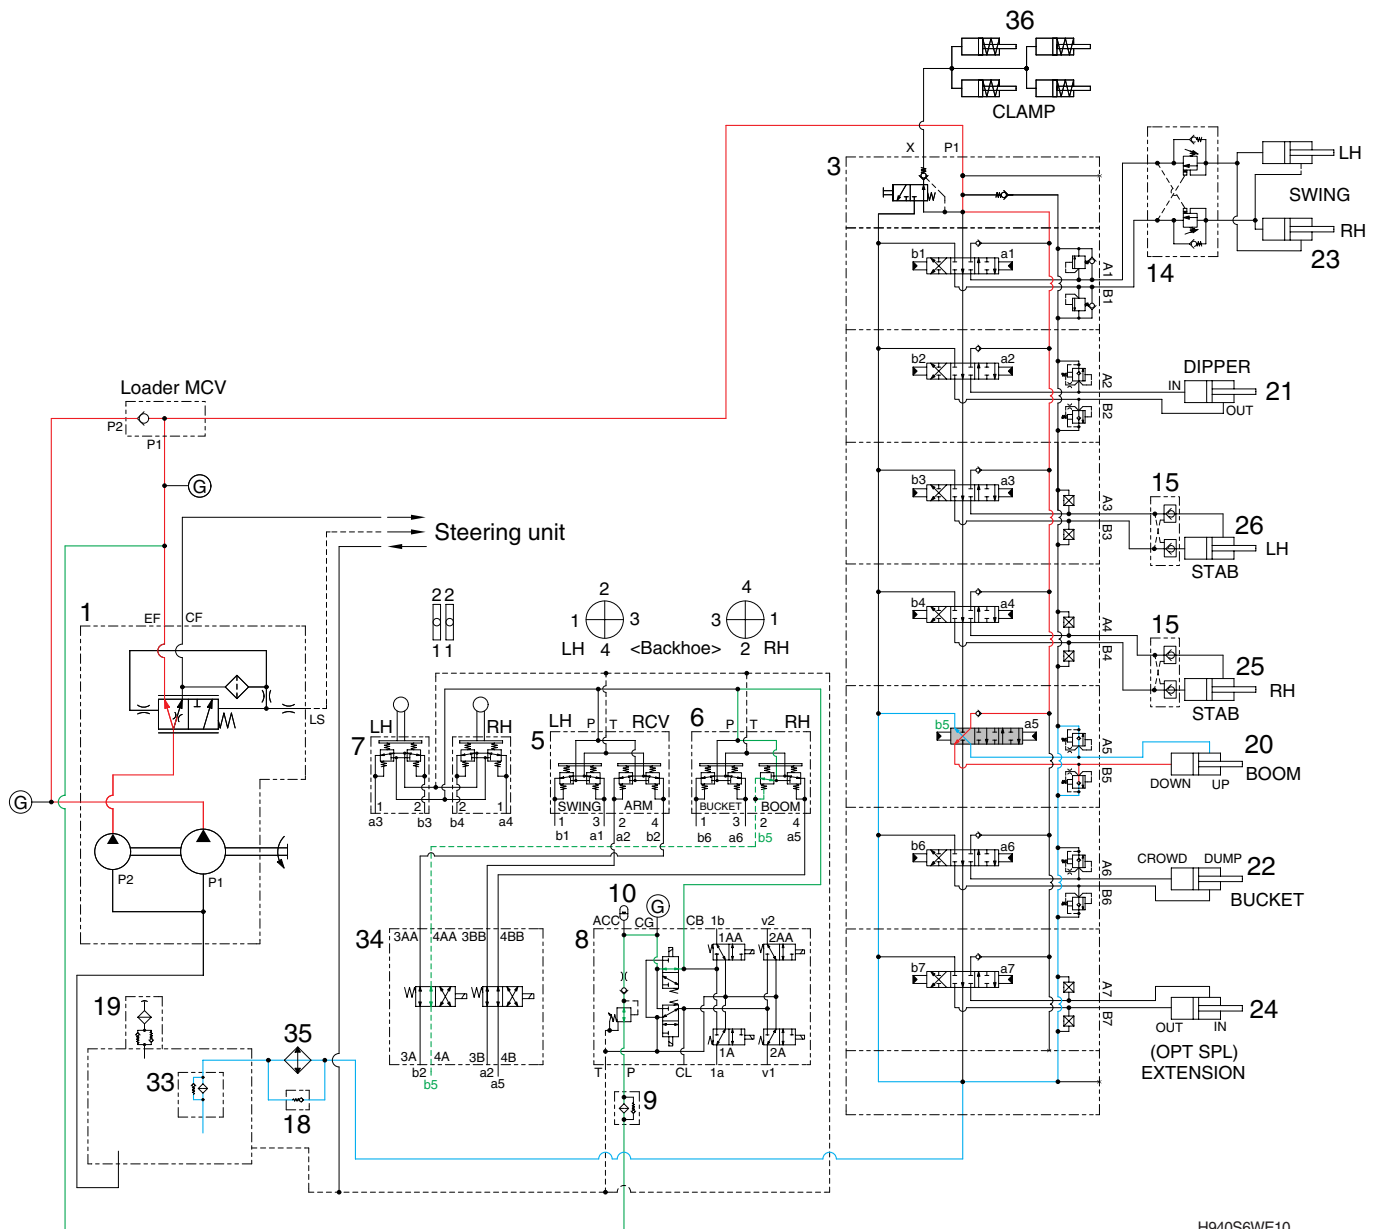 36
CLAMP
X P1
3
LH
SWING
RH
14 23
b1 a1 A1
B1
DIPPER
b2 a2 A2 IN 21
B2 OUT
Loader MCV
P2
P1
G
b3 a3 A3 15
B3 26
LH
STAB
Steering unit
1 EF CF
LS
2 2
1 1
2
1 3
LH 4
<Backhoe>
4
3 1
2 RH
b4 a4 A4 15
B4 25
RH
STAB
7 LH RH
5 LH P T RCV
6 P T RH
b5 a5 A5 20
B5 BOOM
DOWN UP
G
SWING ARM
BUCKET BOOM
1 2 2 1
a3 b3 b4 a4
1 3 2 4
b1 a1 a2 b2
1 3 2 4
b6 a6 b5 a5
P2 P1
b6 a6 A6 CROWD DUMP 22
B6 BUCKET
10
ACC CG G CB 1b v2
34 3AA 4AA 3BB 4BB
8 1AA 2AA
b7 a7 A7
B7 OUT IN 24
(OPT SPL)
EXTENSION
19
35
33
18
3A 4A 3B 4B
b2 b5 a2 a5
1A 2A
T P CL 1a v1
9
H940S6WE10